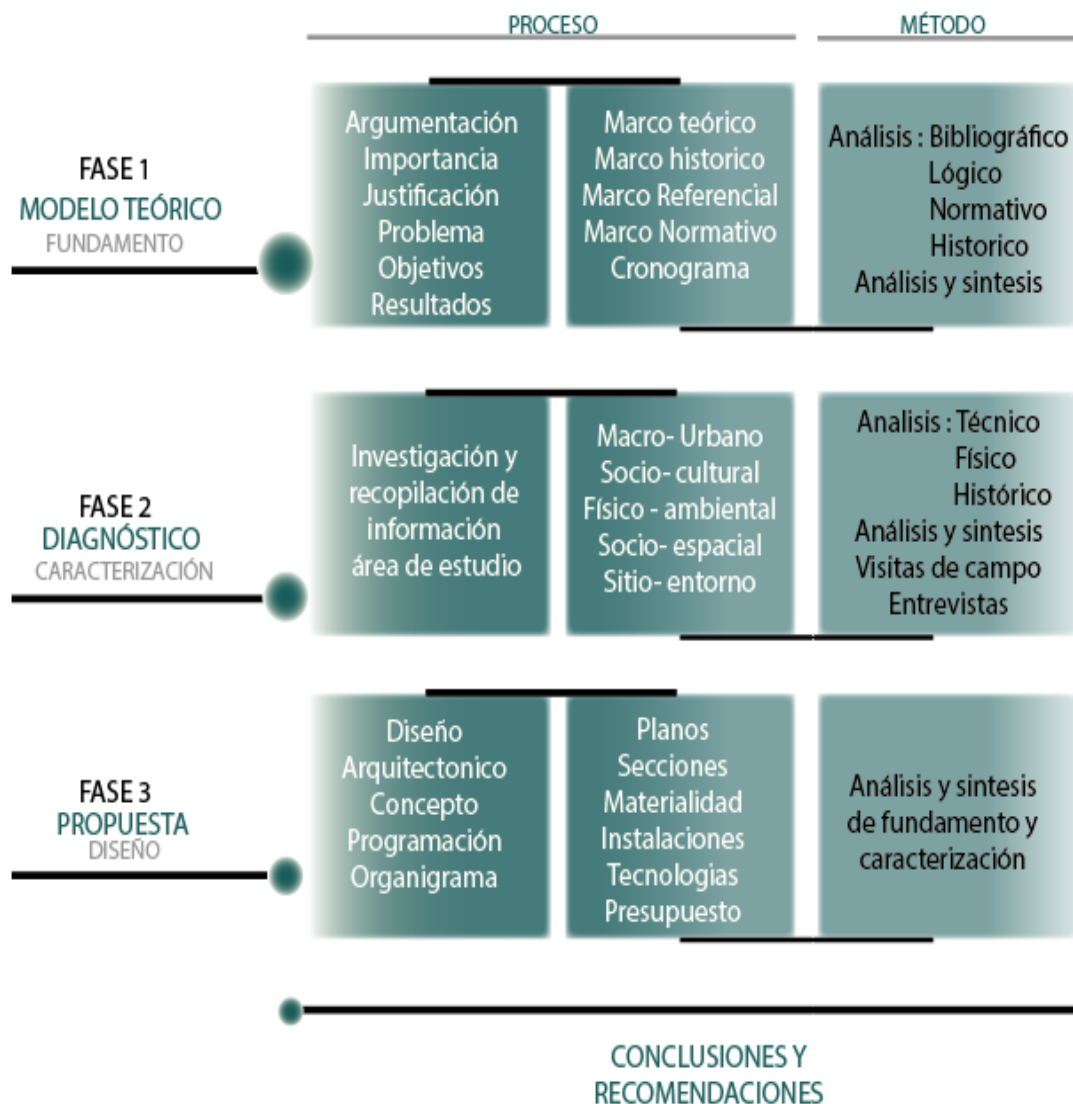 PROCESO
MÉTODO
FASE 1
MODELO TEÓRICO
FUNDAMENTO
Argumentación
Importancia
Justificación
Problema
Objetivos
Resultados
Marco teórico
Marco historico
Marco Referencial
Marco Normativo
Cronograma
Análisis : Bibliográfico
Lógico
Normativo
Historico
Análisis y sintesis
FASE 2
DIAGNÓSTICO
CARACTERIZACIÓN
Investigación y
recopilación de
información
área de estudio
Macro- Urbano
Socio- cultural
Físico - ambiental
Socio- espacial
Sitio- entorno
Analisis : Técnico
Físico
Histórico
Análisis y sintesis
Visitas de campo
Entrevistas
FASE 3
PROPUESTA
DISEÑO
Diseño
Arquitectonico
Concepto
Programación
Organigrama
Planos
Secciones
Materialidad
Instalaciones
Tecnologias
Presupuesto
Análisis y sintesis
de fundamento y
caracterización
CONCLUSIONES Y
RECOMENDACIONES